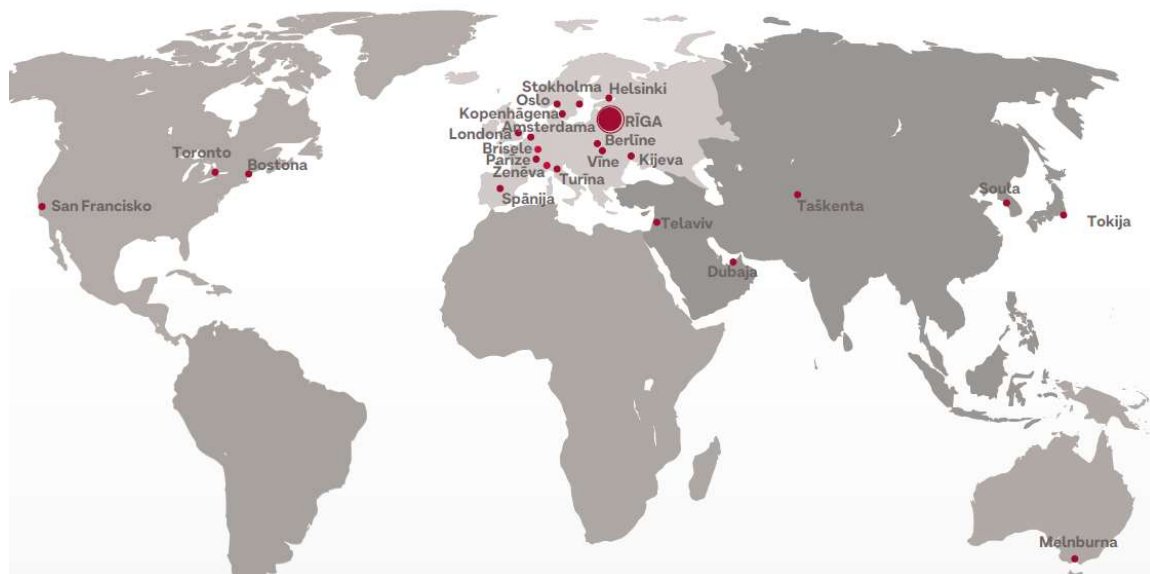 Stokholma
Helsinki
Oslo
Kopenhāgena
RĪGA
Amsterdama
Londona
Berlīne
Brisele
Parīze
Vīne
Kijeva
Ženēva
Turīna
Spānija
Toronto
Bostona
San Francisko
Telaviv
Dubaja
Taškenta
Soula
Tokija
Melnburna